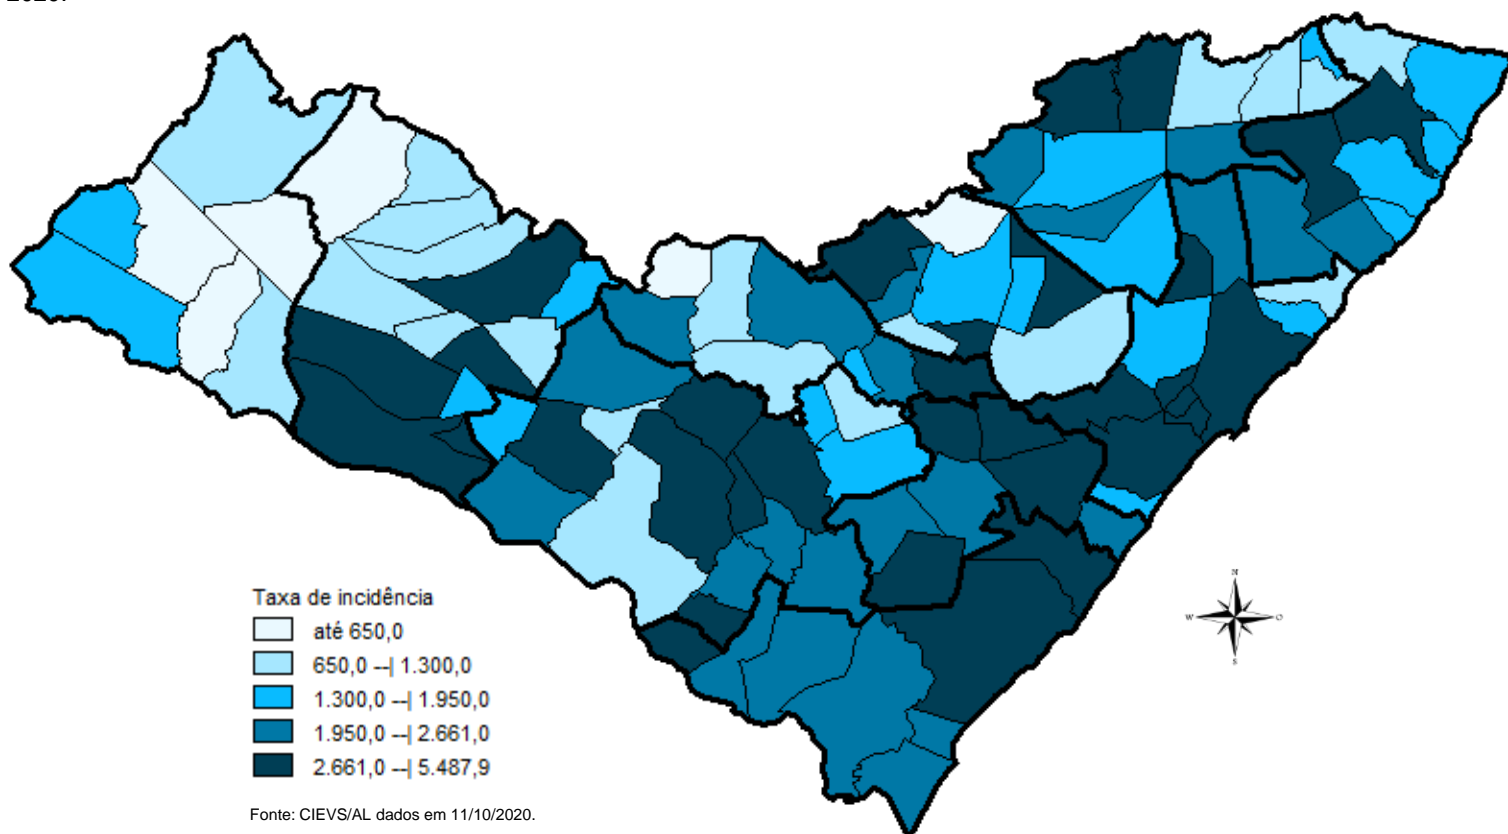 2020.
N
W
O
S
Taxa de incidência
até 650,0
650,0 --| 1.300,0
1.300,0 --| 1.950,0
1.950,0 --| 2.661,0
2.661,0 --| 5.487,9
Fonte: CIEVS/AL dados em 11/10/2020.